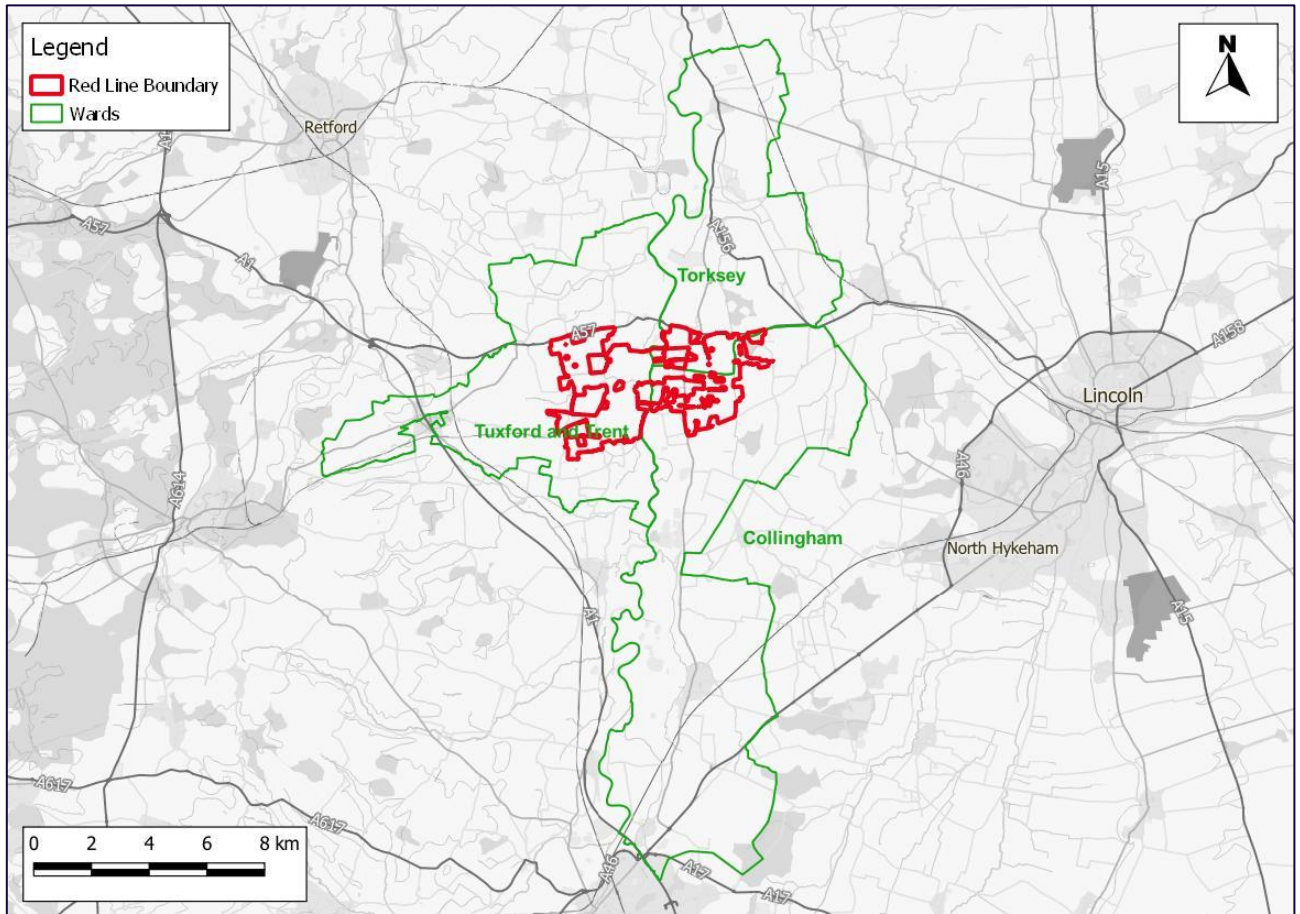 Legend
Red Line Boundary
Wards
N
Retford
A15
A57
A1
A156
Torksey
A57
A158
Lincoln
Tuxford and Trent
A614
A46
Collingham
North Hykeham
A1
A15
A617
A617
0 2 4 6 8 km
A46
A17
A17